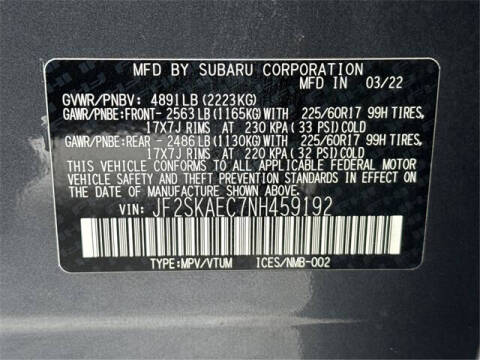 MFD BY SUBARU CORPORATION
MFD IN 03/22
GVWR/PNBV: 4891LB(2223KG)
GAWR/PNBE:FRONT- 2563LB(1165KG)WITH 225/60R17 99H TIRES,
17X7J RIMS AT 230 KPA(33 PSI)COLD
GAWR/PNBE:REAR - 2486LB(1130KG)WITH 225/60R17 99H TIRES,
17X7J RIMS AT 220 KPA(32 PSI)COLD
THIS VEHICLE CONFORMS TO ALL APPLICABLE FEDERAL MOTOR
VEHICLE SAFETY AND THEFT PREVENTION STANDARDS IN EFFECT ON
THE DATE OF MANUFACTURE SHOWN ABOVE.
VIN: JF2SKAEC7NH459192
TYPE:MPV/VTUM ICES/NMB-002